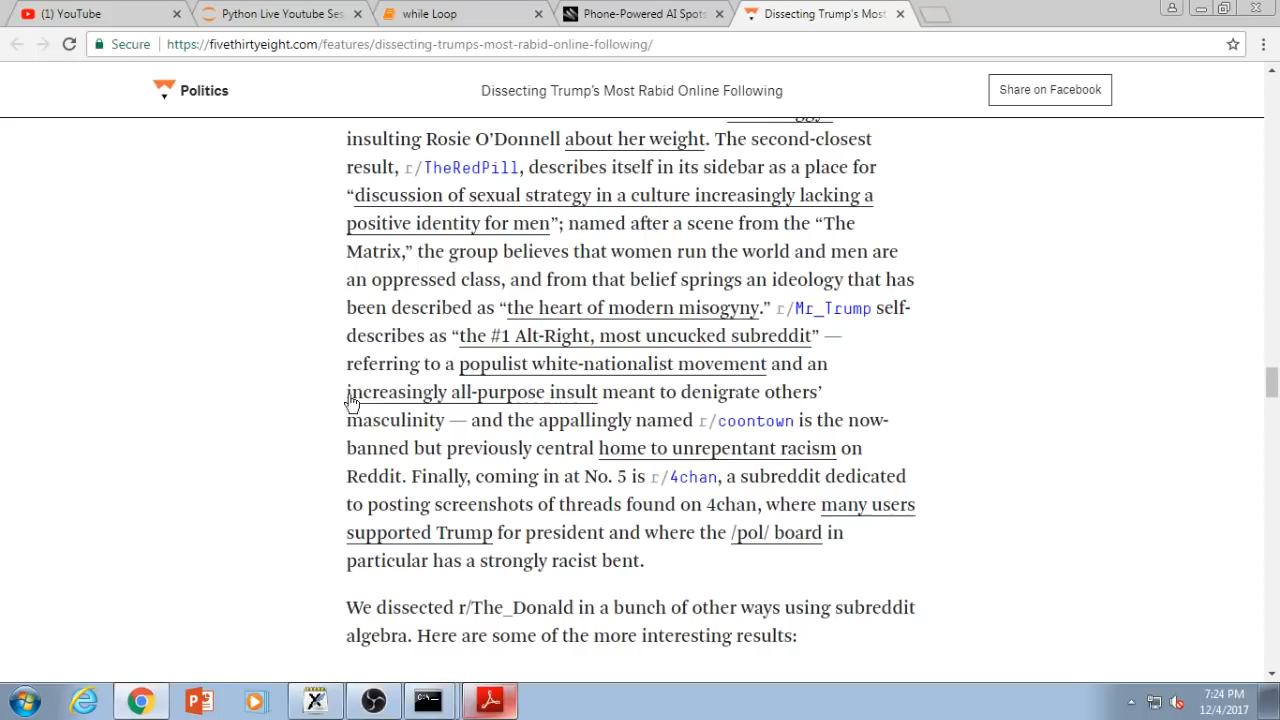 (1) YouTube
Python Live Youtube Ses
while Loop
Phone-Powered AI Spots
Dissecting Trump's Most
Secure
https://fivethirtyeight.com/features/dissecting-trumps-most-rabid-online-following/
Politics
Dissecting Trump's Most Rabid Online Following
Share on Facebook
insulting Rosie O'Donnell about her weight. The second-closest
result, r/TheRedPill, describes itself in its sidebar as a place for
“discussion of sexual strategy in a culture increasingly lacking a
positive identity for men”; named after a scene from the “The
Matrix,” the group believes that women run the world and men are
an oppressed class, and from that belief springs an ideology that has
been described as “the heart of modern misogyny.” r/Mr_Trump self-
describes as “the #1 Alt-Right, most uncucked subreddit” —
referring to a populist white-nationalist movement and an
increasingly all-purpose insult meant to denigrate others’
masculinity — and the appallingly named r/coontown is the now-
banned but previously central home to unrepentant racism on
Reddit. Finally, coming in at No. 5 is r/4chan, a subreddit dedicated
to posting screenshots of threads found on 4chan, where many users
supported Trump for president and where the /pol/ board in
particular has a strongly racist bent.
We dissected r/The_Donald in a bunch of other ways using subreddit
algebra. Here are some of the more interesting results:
7:24 PM
12/4/2017